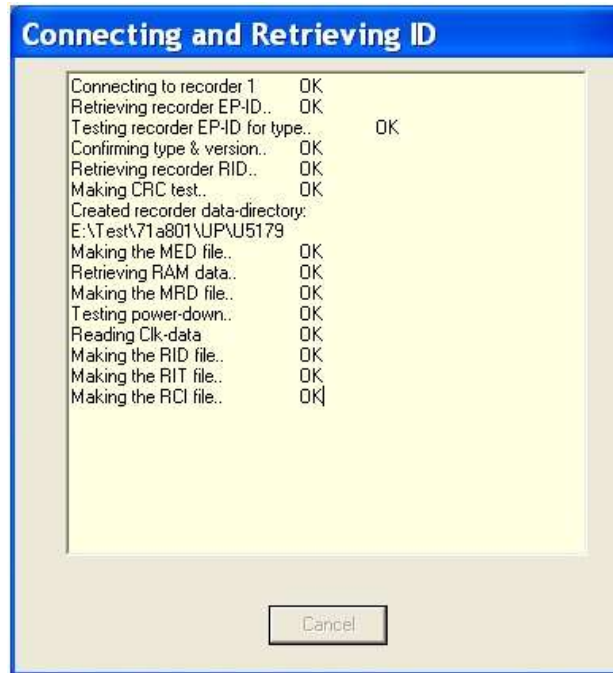 Connecting and Retrieving ID
Connecting to recorder 1 OK
Retrieving recorder EP-ID.. OK
Testing recorder EP-ID for type.. OK
Confirming type & version.. OK
Retrieving recorder RID.. OK
Making CRC test.. OK
Created recorder data-directory:
E:\Test\71a801\UP\U5179
Making the MED file.. OK
Retrieving RAM data.. OK
Making the MRD file.. OK
Testing power-down.. OK
Reading Clk-data OK
Making the RID file.. OK
Making the RIT file.. OK
Making the RCI file.. OK
Cancel